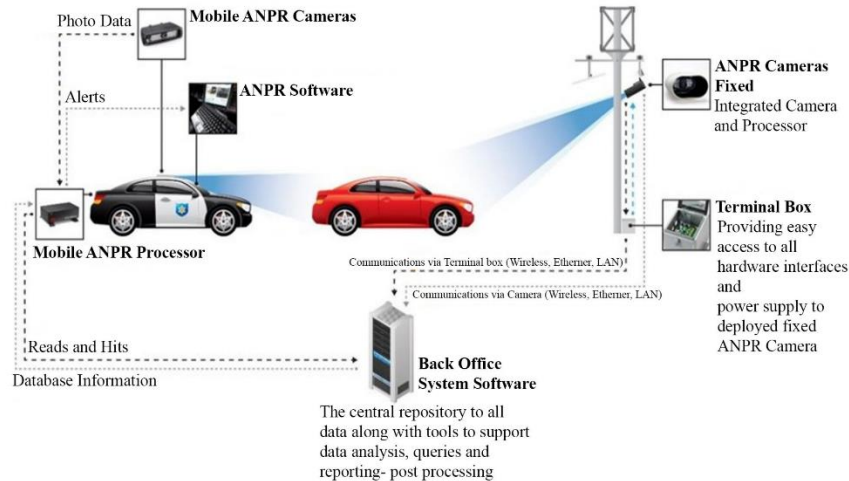 Photo Data
Mobile ANPR Cameras
Alerts
ANPR Software
Mobile ANPR Processor
ANPR Cameras
Fixed
Integrated Camera
and Processor
Terminal Box
Providing easy
access to all
hardware interfaces
and
power supply to
deployed fixed
ANPR Camera
Communications via Terminal box (Wireless, Etherner, LAN)
Communications via Camera (Wireless, Etherner, LAN)
Reads and Hits
Database Information
Back Office
System Software
The central repository to all
data along with tools to support
data analysis, queries and
reporting- post processing